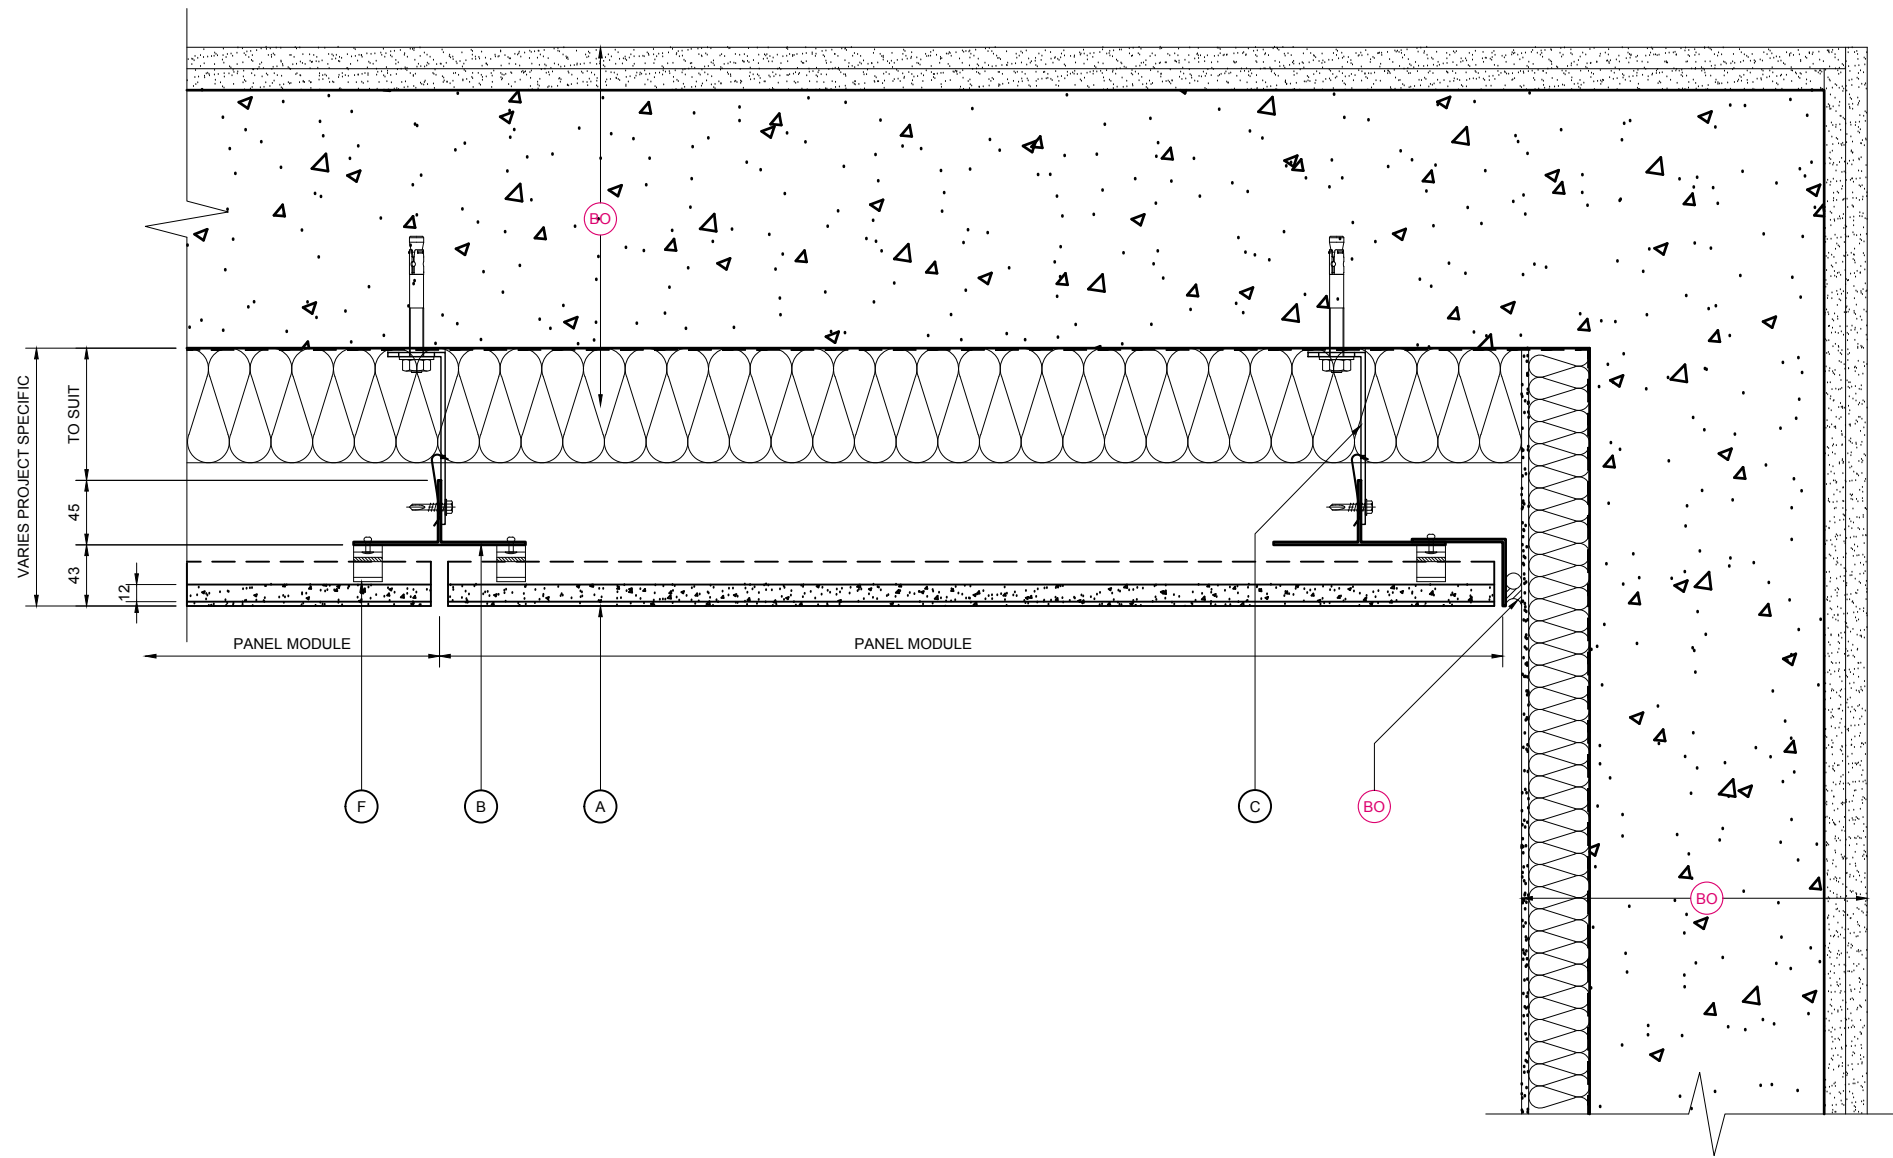 BO
VARIES PROJECT SPECIFIC
TO SUIT
45
43
12
PANEL MODULE
PANEL MODULE
F
B
A
C
BO
BO